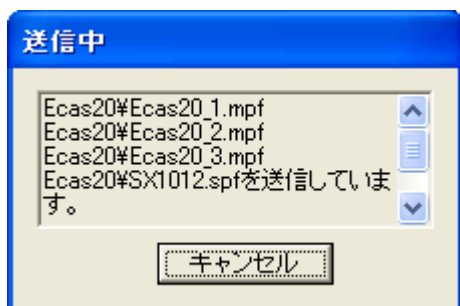 送信中
Ecas20¥Ecas20_1.mpf
Ecas20¥Ecas20_2.mpf
Ecas20¥Ecas20_3.mpf
Ecas20¥SX1012.spfを送信していま
す。
キャンセル